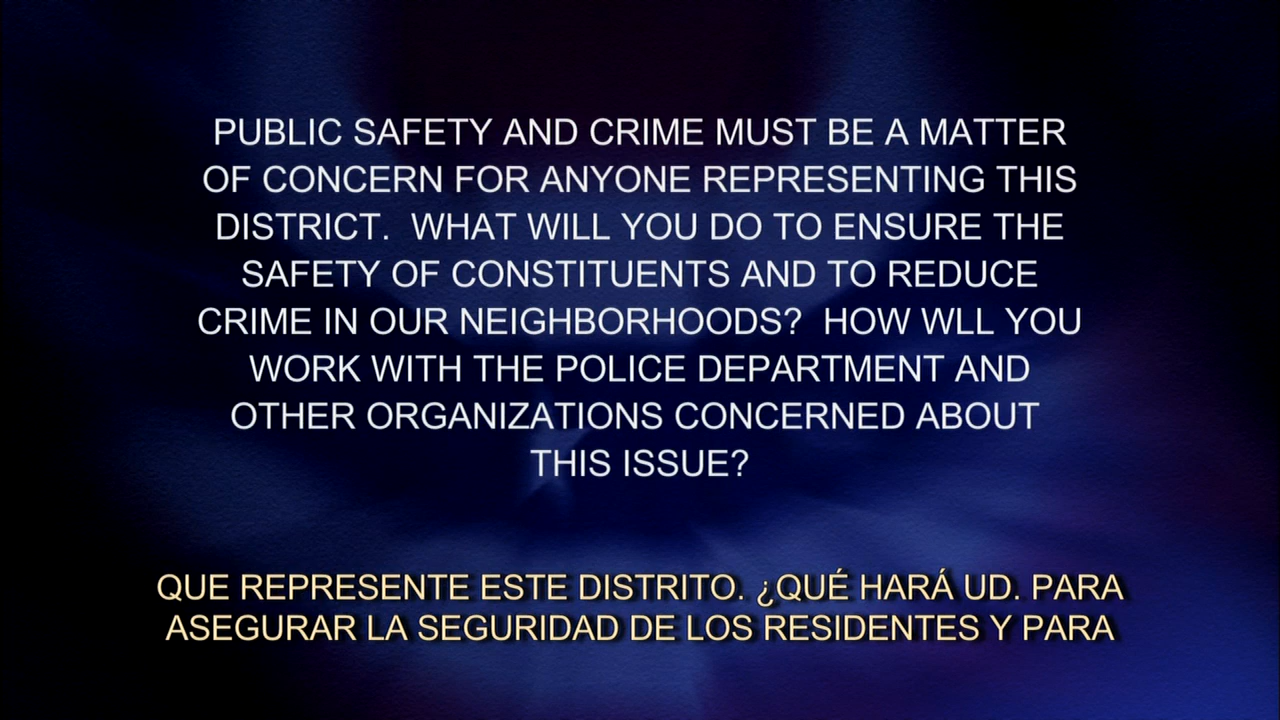 PUBLIC SAFETY AND CRIME MUST BE A MATTER
OF CONCERN FOR ANYONE REPRESENTING THIS
DISTRICT.  WHAT WILL YOU DO TO ENSURE THE
SAFETY OF CONSTITUENTS AND TO REDUCE
CRIME IN OUR NEIGHBORHOODS?  HOW WLL YOU
WORK WITH THE POLICE DEPARTMENT AND
OTHER ORGANIZATIONS CONCERNED ABOUT
THIS ISSUE?
QUE REPRESENTE ESTE DISTRITO. ¿QUÉ HARÁ UD. PARA
ASEGURAR LA SEGURIDAD DE LOS RESIDENTES Y PARA